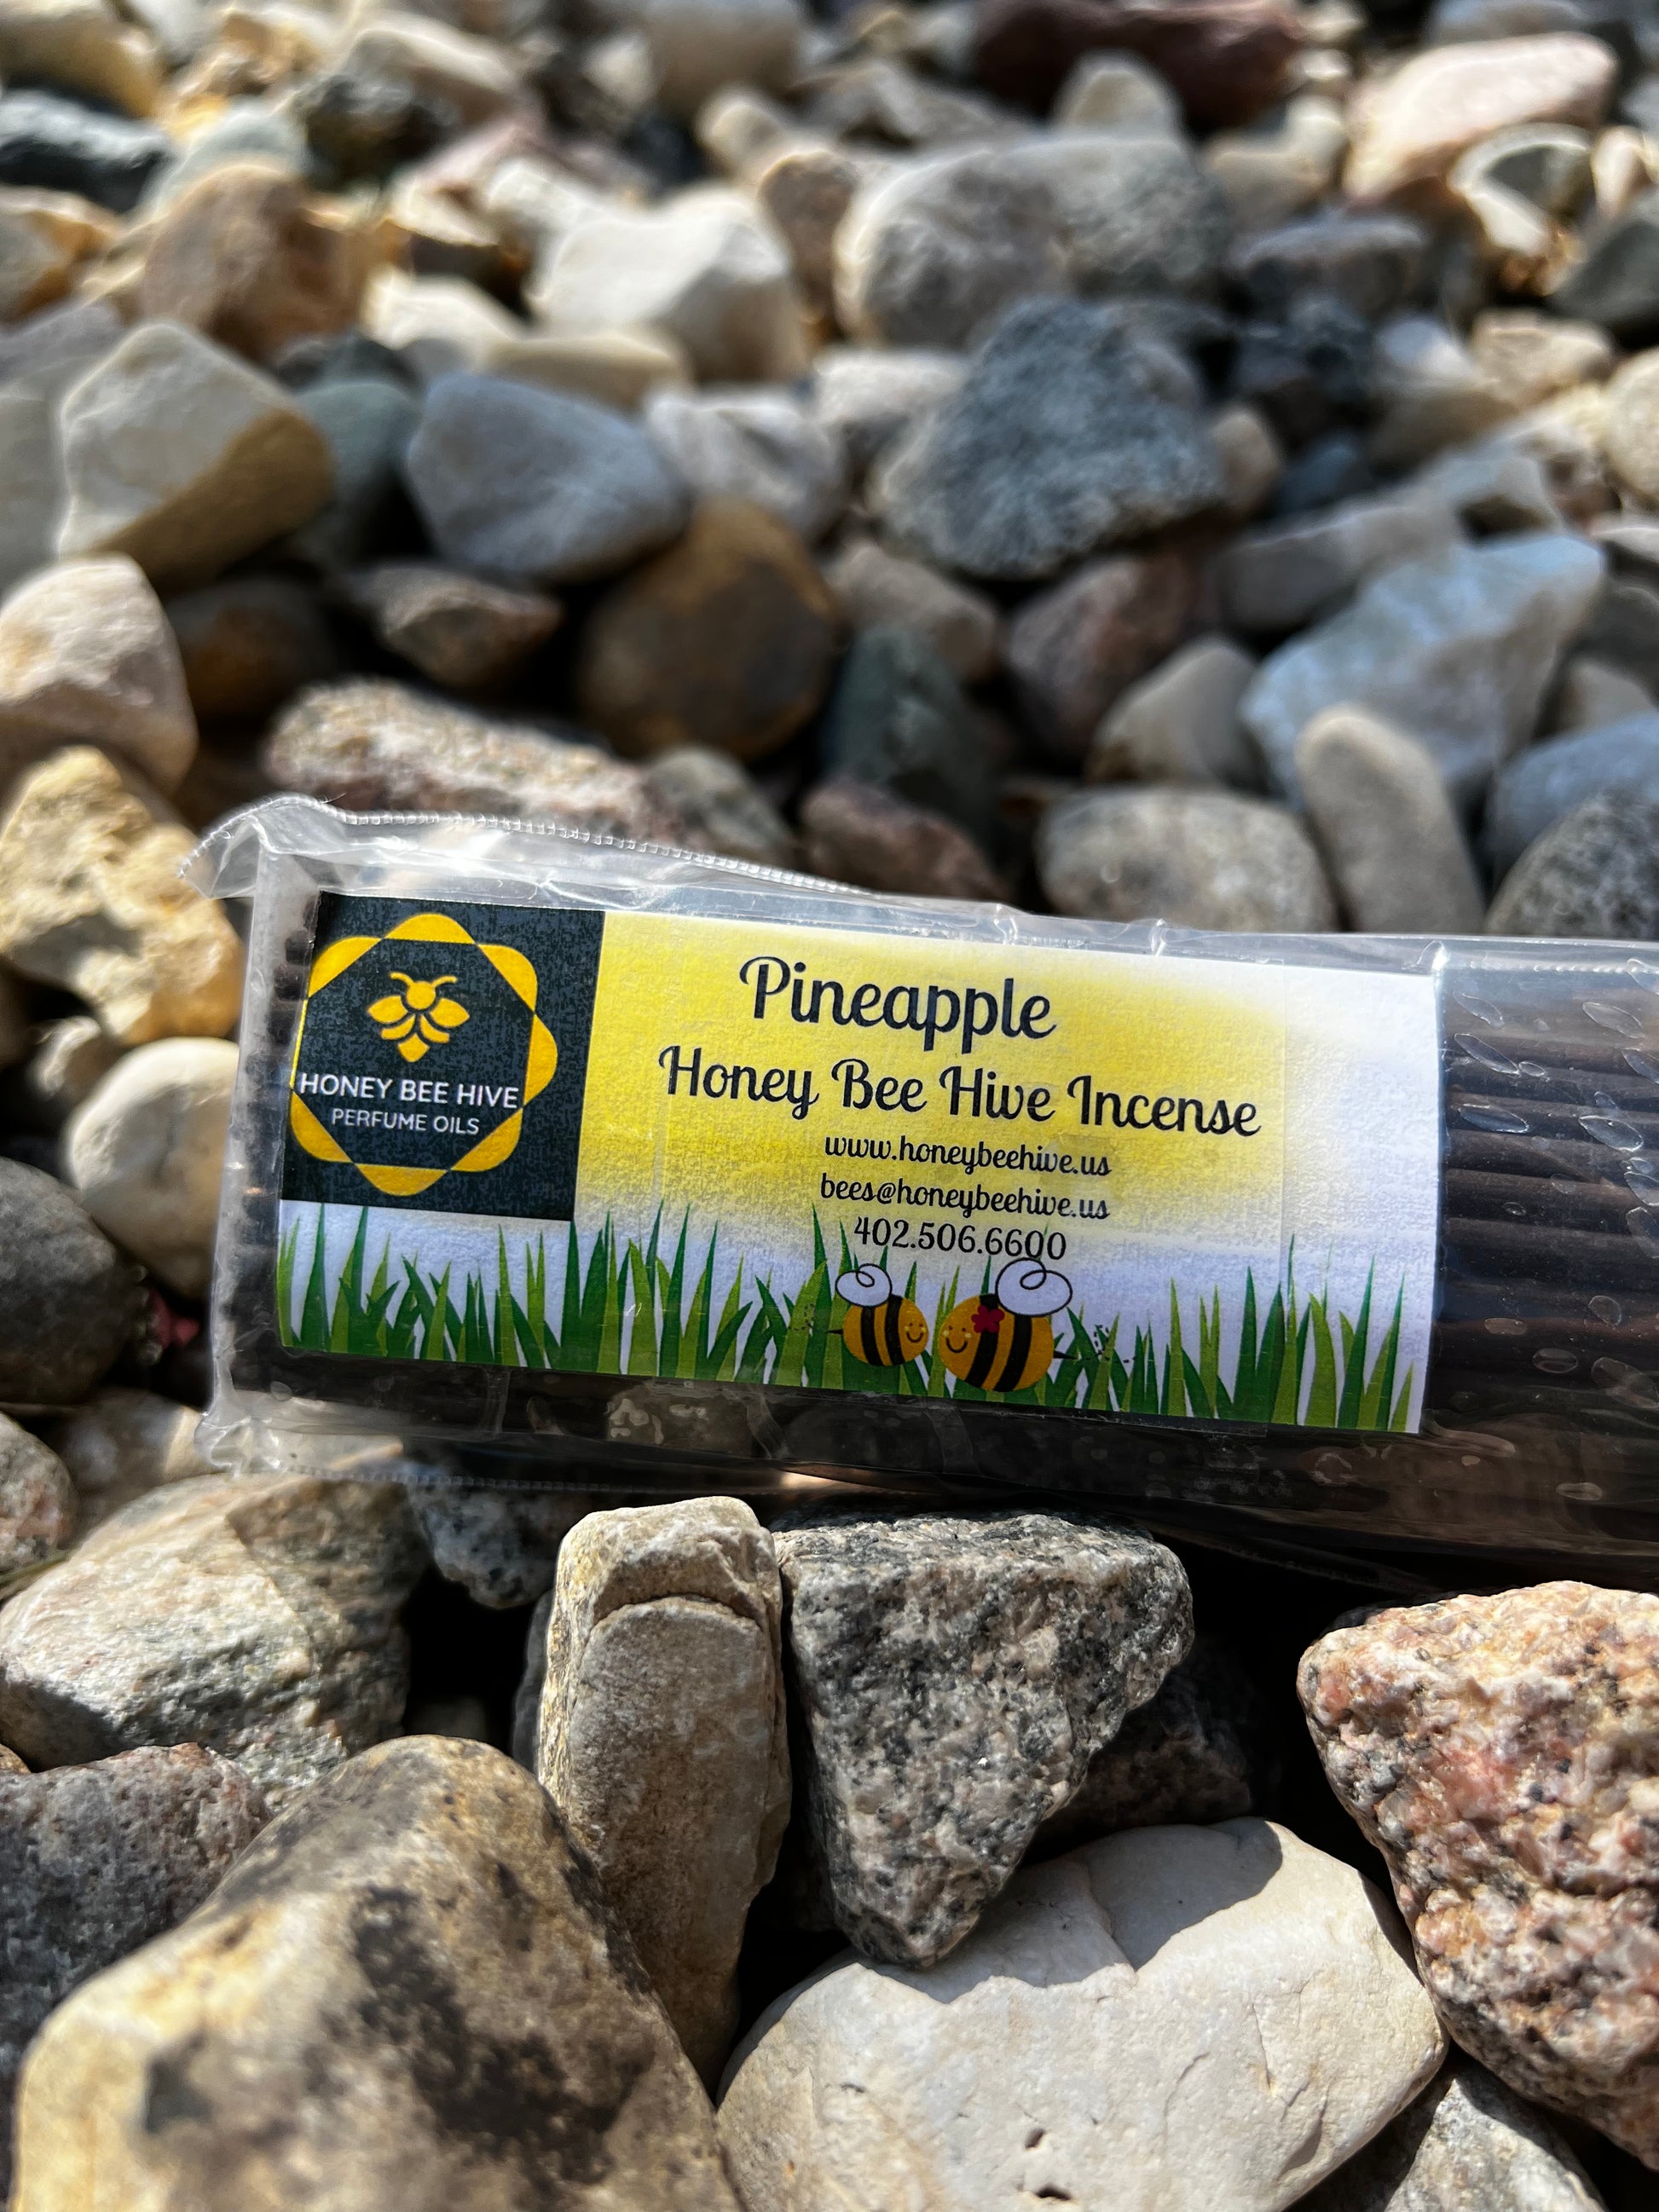 HONEY BEE HIVE
PERFUME OILS
Pineapple
Honey Bee Hive Incense
www.honeybeehive.us
bees@honeybeehive.us
402.506.6600